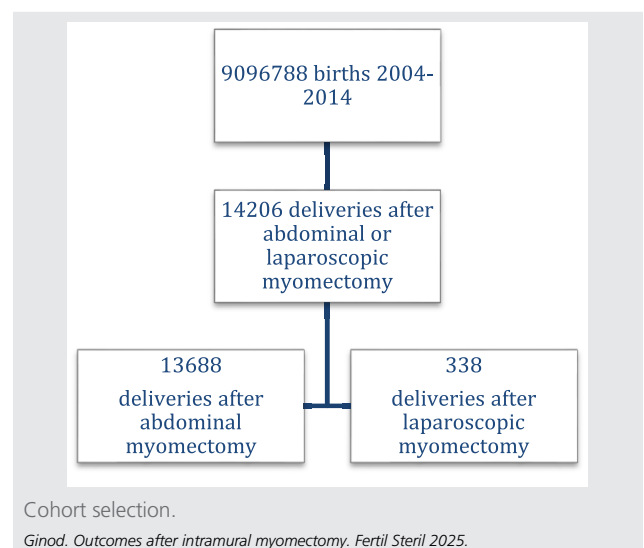 9096788 births 2004-
2014
14206 deliveries after
abdominal or
laparoscopic
myomectomy
13688
deliveries after
abdominal
myomectomy
338
deliveries after
laparoscopic
myomectomy
Cohort selection.
Ginod. Outcomes after intramural myomectomy. Fertil Steril 2025.